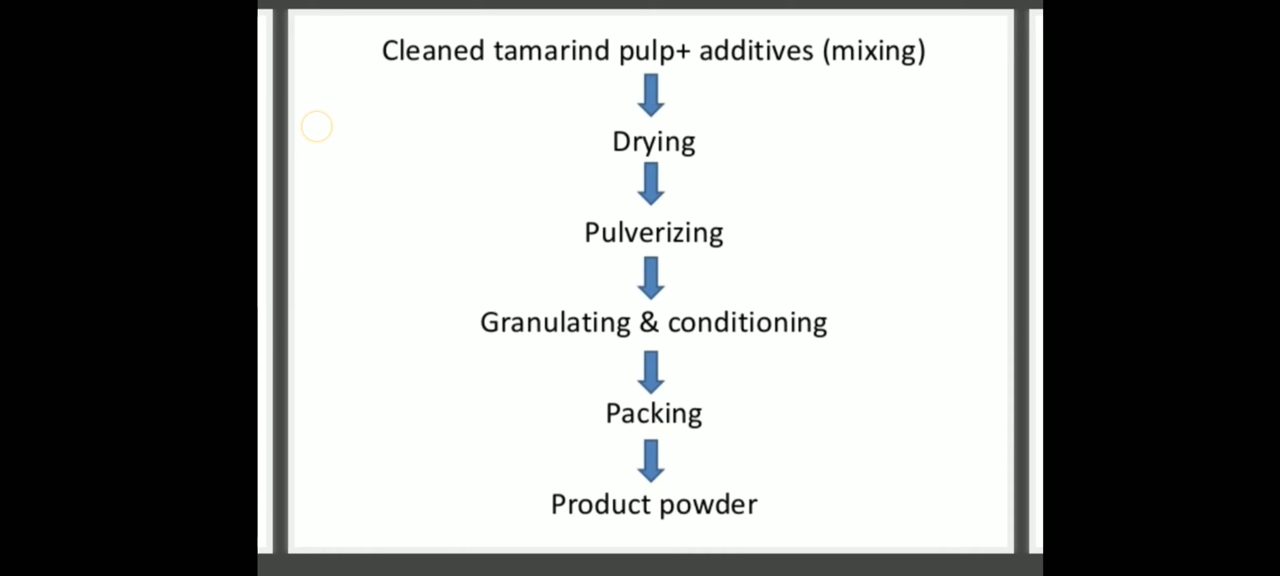 Cleaned tamarind pulp+ additives (mixing)
Drying
Pulverizing
Granulating & conditioning
Packing
Product powder